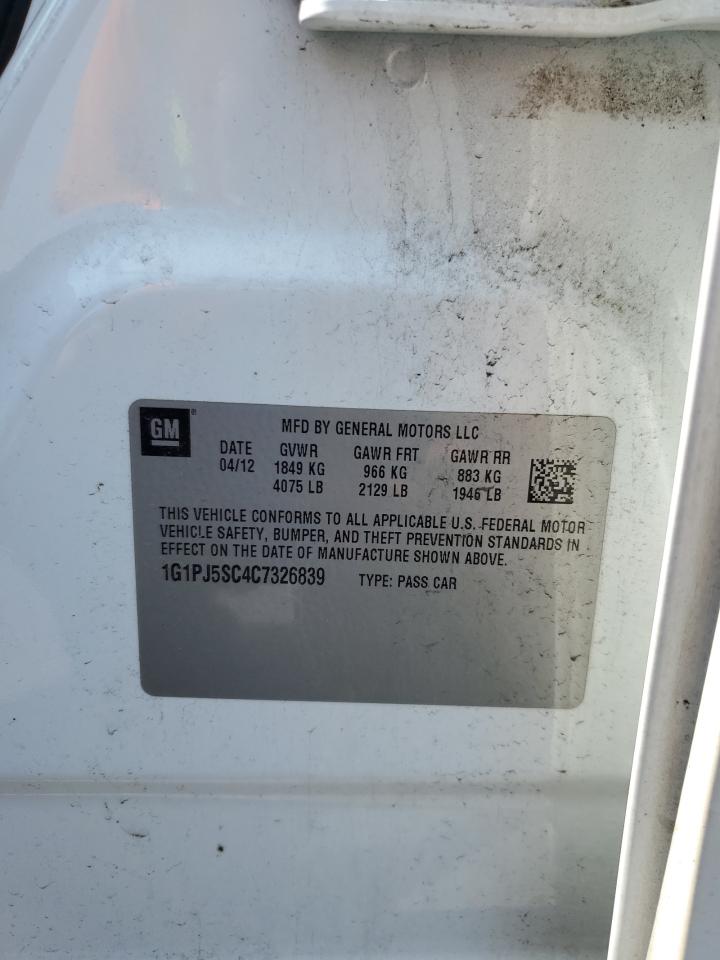 GM ®
MFD BY GENERAL MOTORS LLC
DATE GVWR GAWR FRT GAWR RR
04/12 1849 KG 966 KG 883 KG
4075 LB 2129 LB 1946 LB
THIS VEHICLE CONFORMS TO ALL APPLICABLE U.S. FEDERAL MOTOR
VEHICLE SAFETY, BUMPER, AND THEFT PREVENTION STANDARDS IN
EFFECT ON THE DATE OF MANUFACTURE SHOWN ABOVE.
1G1PJ5SC4C7326839 TYPE: PASS CAR